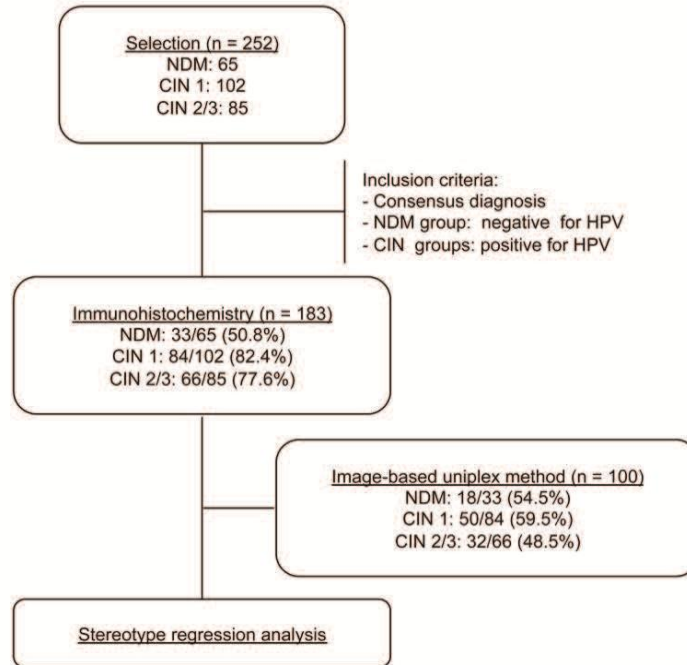 Selection (n = 252)
NDM: 65
CIN 1: 102
CIN 2/3: 85
Inclusion criteria:
- Consensus diagnosis
- NDM group: negative for HPV
- CIN groups: positive for HPV
Immunohistochemistry (n = 183)
NDM: 33/65 (50.8%)
CIN 1: 84/102 (82.4%)
CIN 2/3: 66/85 (77.6%)
Image-based uniplex method (n = 100)
NDM: 18/33 (54.5%)
CIN 1: 50/84 (59.5%)
CIN 2/3: 32/66 (48.5%)
Stereotype regression analysis